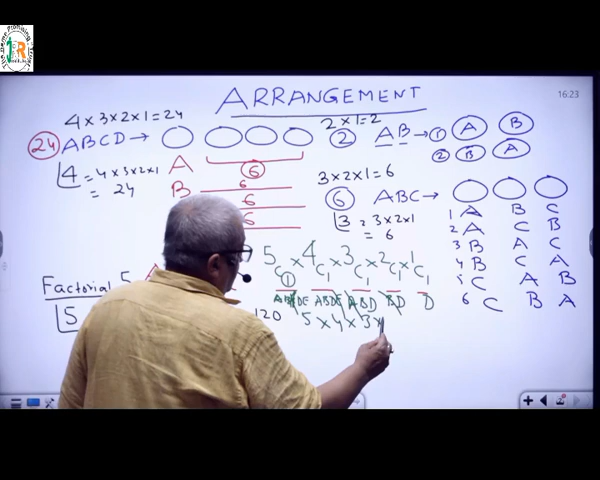 ARRANGEMENT
16:23
4 × 3 × 2 × 1 = 24
24 ABCD →
⌊4 = 4 × 3 × 2 × 1
= 24
A
6
B
6
6
6
2 × 1 = 2
2 AB → 1 A B
2 B A
3 × 2 × 1 = 6
6 ABC →
⌊3 = 3 × 2 × 1
= 6
1 A B C
2 A C B
3 B A C
4 B C A
5 C A B
6 C B A
5C1 × 4C1 × 3C1 × 2C1 × 1C1
1
ABCDE ABDE ABD BD D
5 × 4 × 3 ×
Factorial 5
⌊5
120